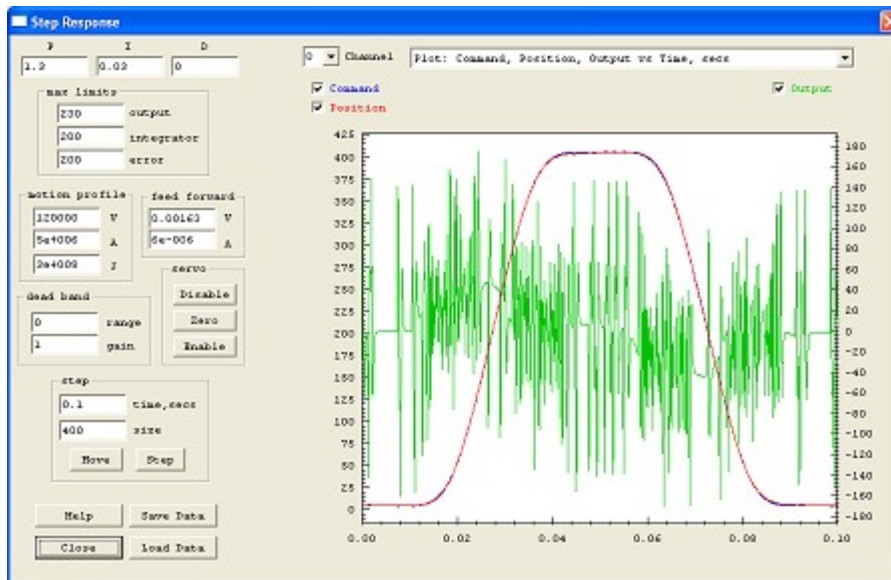 Step Response
P I D
1.2 0.02 0
0 Channel Plot: Command, Position, Output vs Time, secs
Command Output
Position
max limits
230 output
200 integrator
200 error
motion profile
120000 V
5e+006 A
J
feed forward
0.00163 V
6e-006 A
servo
Disable
Zero
Enable
dead band
0 range
1 gain
step
0.1 time,secs
400 size
Move Step
Help Save Data
Close Load Data
425
400
375
350
325
300
275
250
225
200
175
150
125
100
75
50
25
0
180
160
140
120
100
80
60
40
20
0
-20
-40
-60
-80
-100
-120
-140
-160
-180
0.00 0.02 0.04 0.06 0.08 0.10